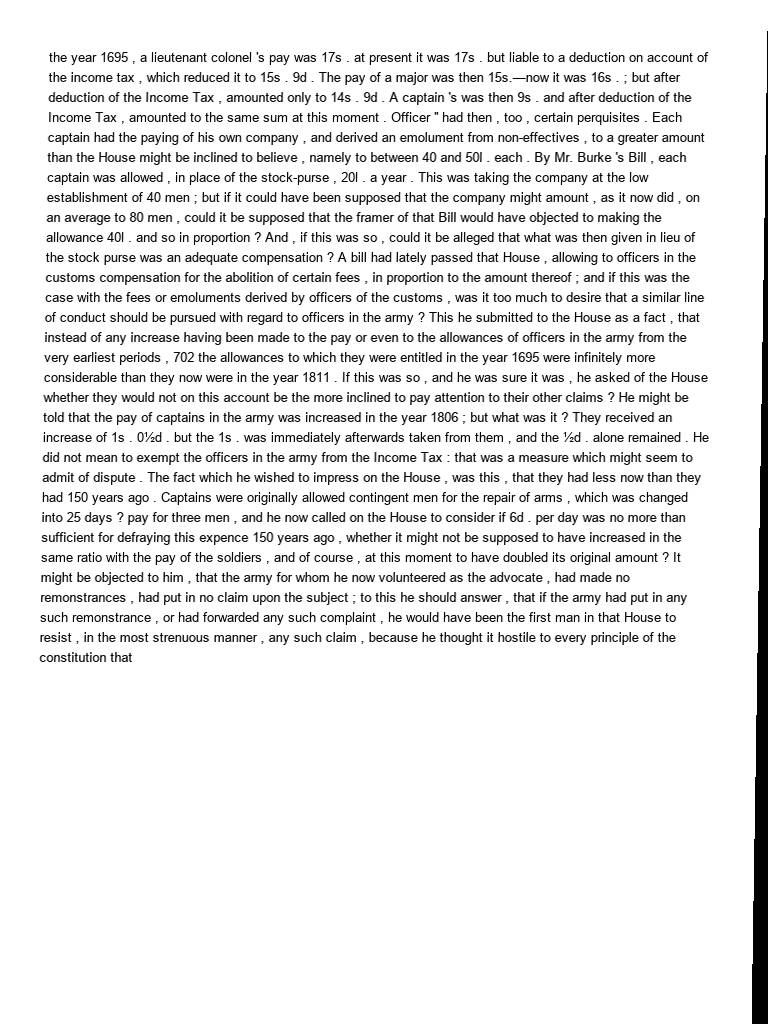 the year 1695 , a lieutenant colonel 's pay was 17s . at present it was 17s . but liable to a deduction on account of
the income tax , which reduced it to 15s . 9d . The pay of a major was then 15s.—now it was 16s . ; but after
deduction of the Income Tax , amounted only to 14s . 9d . A captain 's was then 9s . and after deduction of the
Income Tax , amounted to the same sum at this moment . Officer " had then , too , certain perquisites . Each
captain had the paying of his own company , and derived an emolument from non-effectives , to a greater amount
than the House might be inclined to believe , namely to between 40 and 50l . each . By Mr. Burke 's Bill , each
captain was allowed , in place of the stock-purse , 20l . a year . This was taking the company at the low
establishment of 40 men ; but if it could have been supposed that the company might amount , as it now did , on
an average to 80 men , could it be supposed that the framer of that Bill would have objected to making the
allowance 40l . and so in proportion ? And , if this was so , could it be alleged that what was then given in lieu of
the stock purse was an adequate compensation ? A bill had lately passed that House , allowing to officers in the
customs compensation for the abolition of certain fees , in proportion to the amount thereof ; and if this was the
case with the fees or emoluments derived by officers of the customs , was it too much to desire that a similar line
of conduct should be pursued with regard to officers in the army ? This he submitted to the House as a fact , that
instead of any increase having been made to the pay or even to the allowances of officers in the army from the
very earliest periods , 702 the allowances to which they were entitled in the year 1695 were infinitely more
considerable than they now were in the year 1811 . If this was so , and he was sure it was , he asked of the House
whether they would not on this account be the more inclined to pay attention to their other claims ? He might be
told that the pay of captains in the army was increased in the year 1806 ; but what was it ? They received an
increase of 1s . 0½d . but the 1s . was immediately afterwards taken from them , and the ½d . alone remained . He
did not mean to exempt the officers in the army from the Income Tax : that was a measure which might seem to
admit of dispute . The fact which he wished to impress on the House , was this , that they had less now than they
had 150 years ago . Captains were originally allowed contingent men for the repair of arms , which was changed
into 25 days ? pay for three men , and he now called on the House to consider if 6d . per day was no more than
sufficient for defraying this expence 150 years ago , whether it might not be supposed to have increased in the
same ratio with the pay of the soldiers , and of course , at this moment to have doubled its original amount ? It
might be objected to him , that the army for whom he now volunteered as the advocate , had made no
remonstrances , had put in no claim upon the subject ; to this he should answer , that if the army had put in any
such remonstrance , or had forwarded any such complaint , he would have been the first man in that House to
resist , in the most strenuous manner , any such claim , because he thought it hostile to every principle of the
constitution that